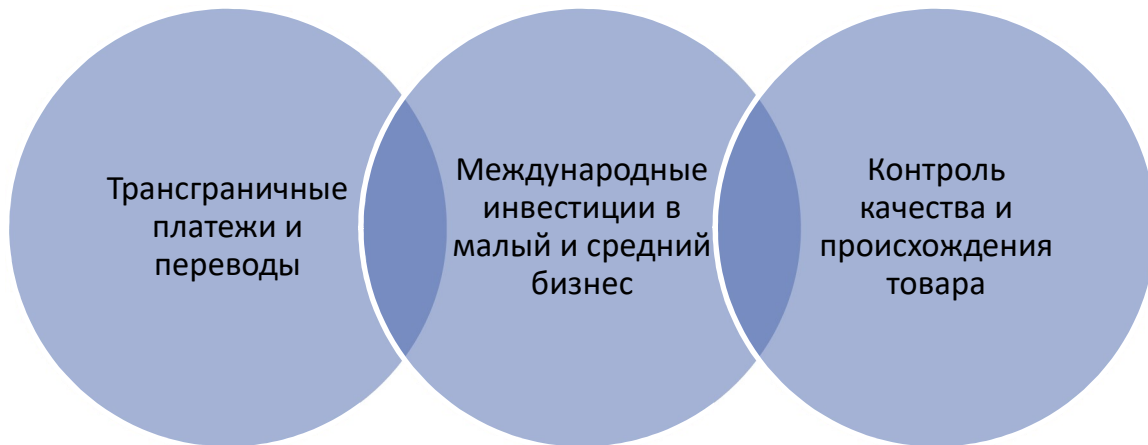 Трансграничные
платежи и
переводы
Международные
инвестиции в
малый и средний
бизнес
Контроль
качества и
происхождения
товара